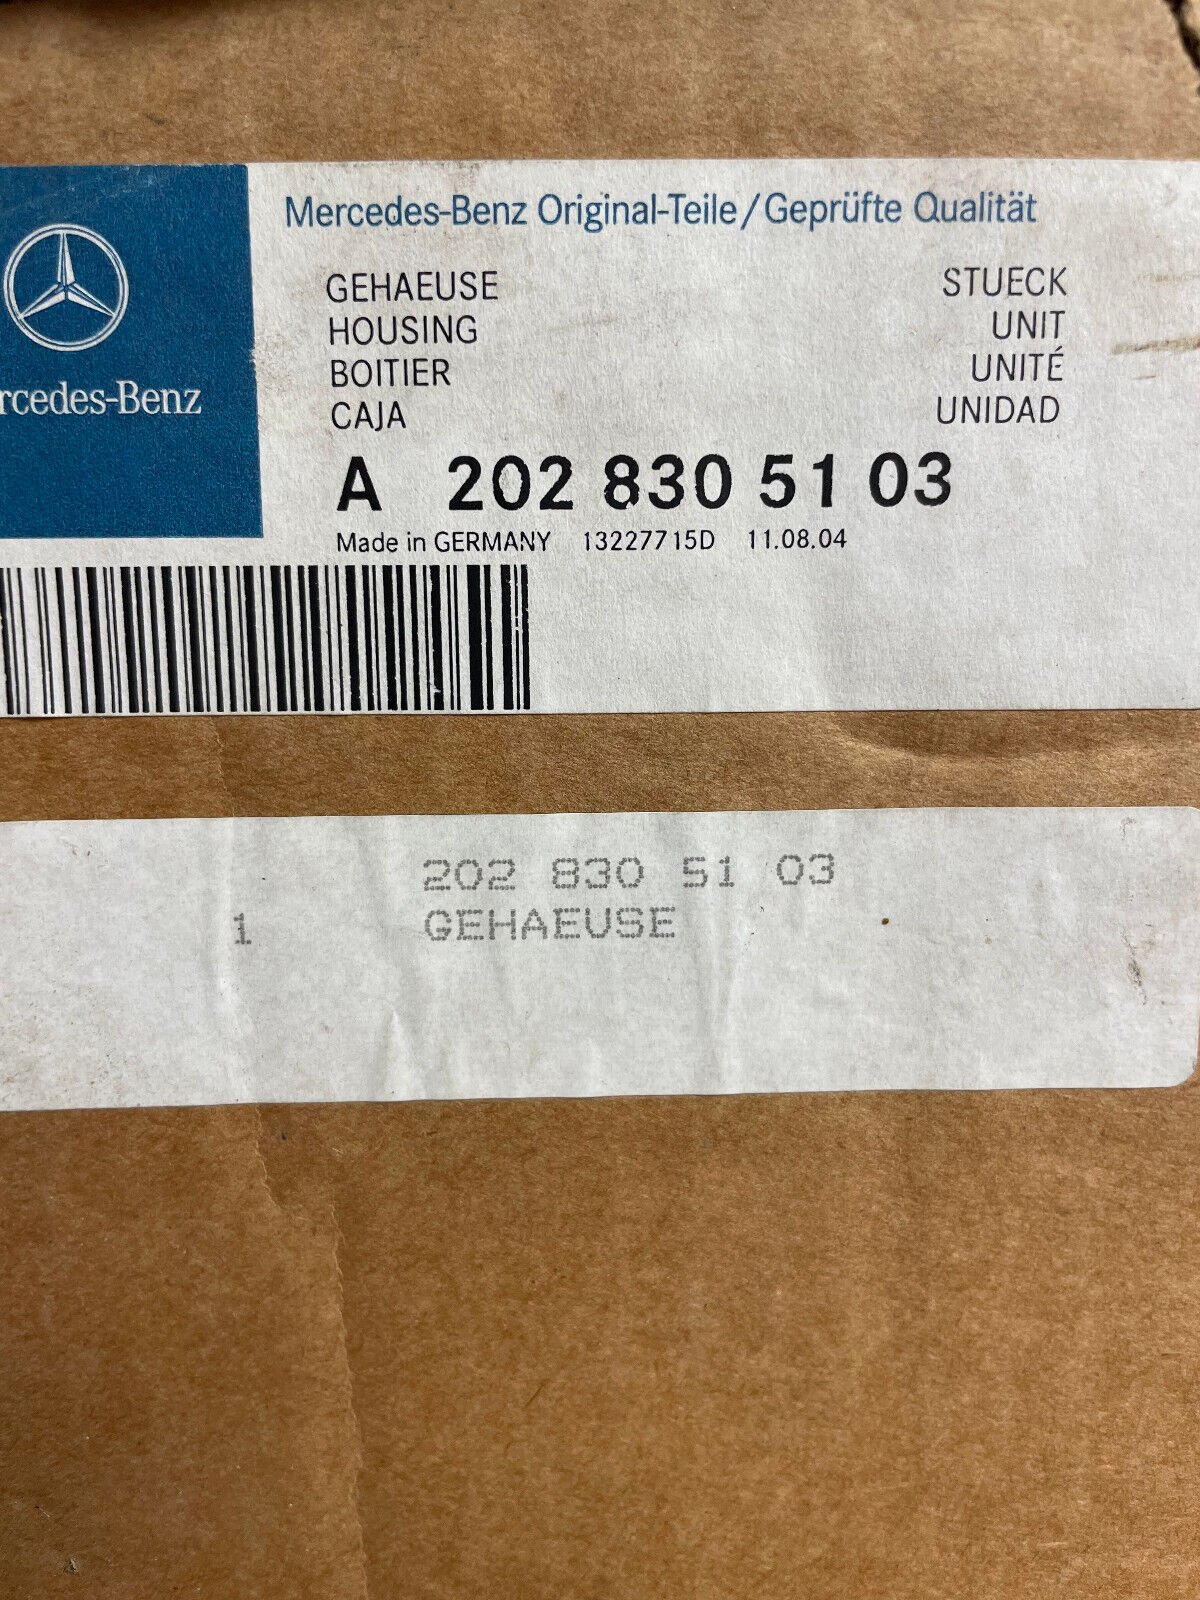 Mercedes-Benz Original-Teile/Geprüfte Qualität
GEHAEUSE STUECK
HOUSING UNIT
BOITIER UNITÉ
CAJA UNIDAD
rcedes-Benz
A 202 830 51 03
Made in GERMANY 13227715D 11.08.04
202 830 51 03
1 GEHAEUSE